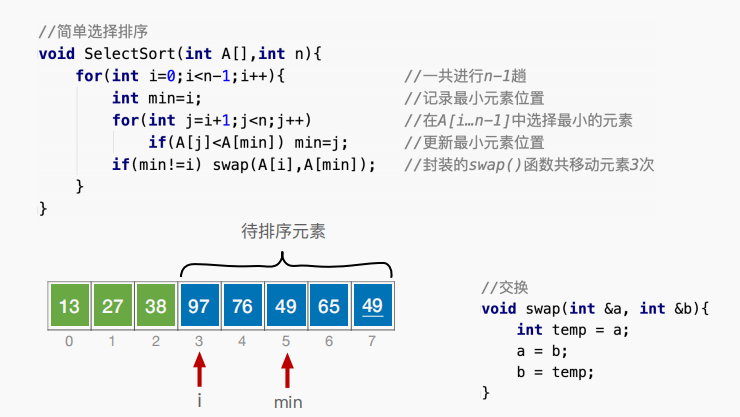 //简单选择排序
void SelectSort(int A[],int n){
for(int i=0;i<n-1;i++){ //一共进行n-1趟
int min=i; //记录最小元素位置
for(int j=i+1;j<n;j++) //在A[i…n-1]中选择最小的元素
if(A[j]<A[min]) min=j; //更新最小元素位置
if(min!=i) swap(A[i],A[min]); //封装的swap()函数共移动元素3次
}
}
待排序元素
13 27 38 97 76 49 65 49
0 1 2 3 4 5 6 7
i min
//交换
void swap(int &a, int &b){
int temp = a;
a = b;
b = temp;
}